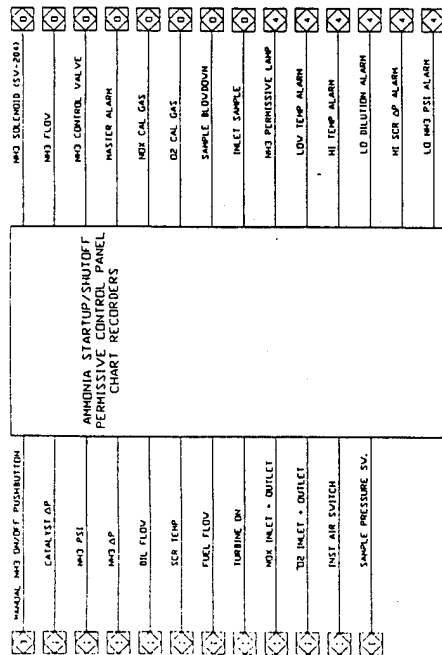 MANUAL NH3 ON/OFF PUSHBUTTON
CATALYST ΔP
NH3 PSI
NH3 ΔP
OIL FLOW
SCR TEMP
FUEL FLOW
TURBINE ON
NOX INLET + OUTLET
O2 INLET + OUTLET
INST AIR SWITCH
SAMPLE PRESSURE SW.
AMMONIA STARTUP/SHUTOFF
PERMISSIVE CONTROL PANEL
CHART RECORDERS
NH3 SOLENOID (SV-204)
NH3 FLOW
NH3 CONTROL VALVE
MASTER ALARM
NOX CAL GAS
O2 CAL GAS
SAMPLE BLOWDOWN
INLET SAMPLE
NH3 PERMISSIVE LAMP
LOW TEMP ALARM
HI TEMP ALARM
LO DILUTION ALARM
HI SCR ΔP ALARM
LO NH3 PSI ALARM